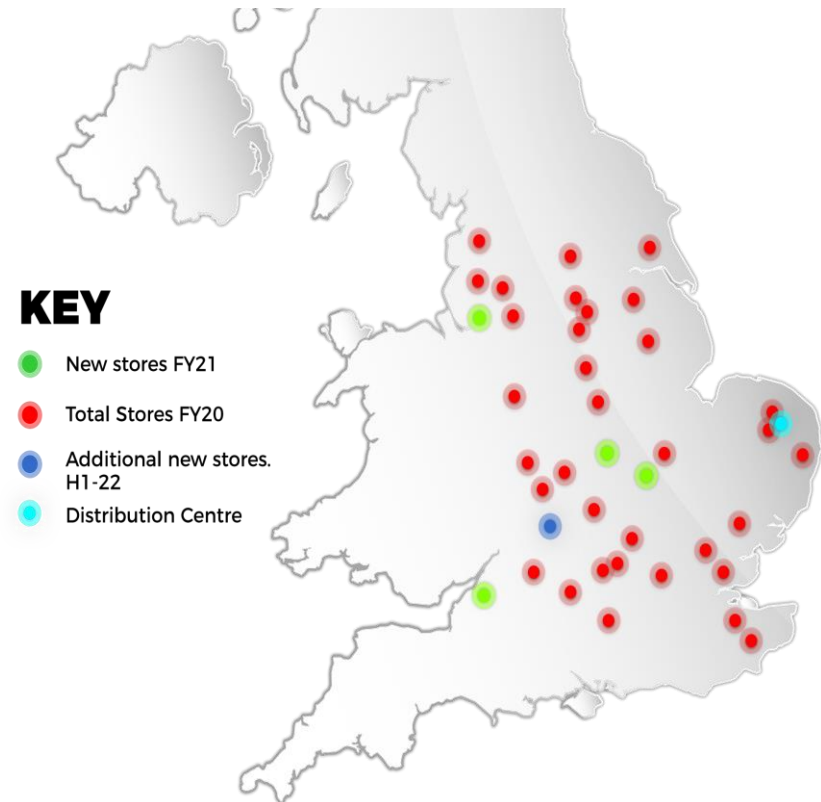 KEY
New stores FY21
Total Stores FY20
Additional new stores.
H1-22
Distribution Centre